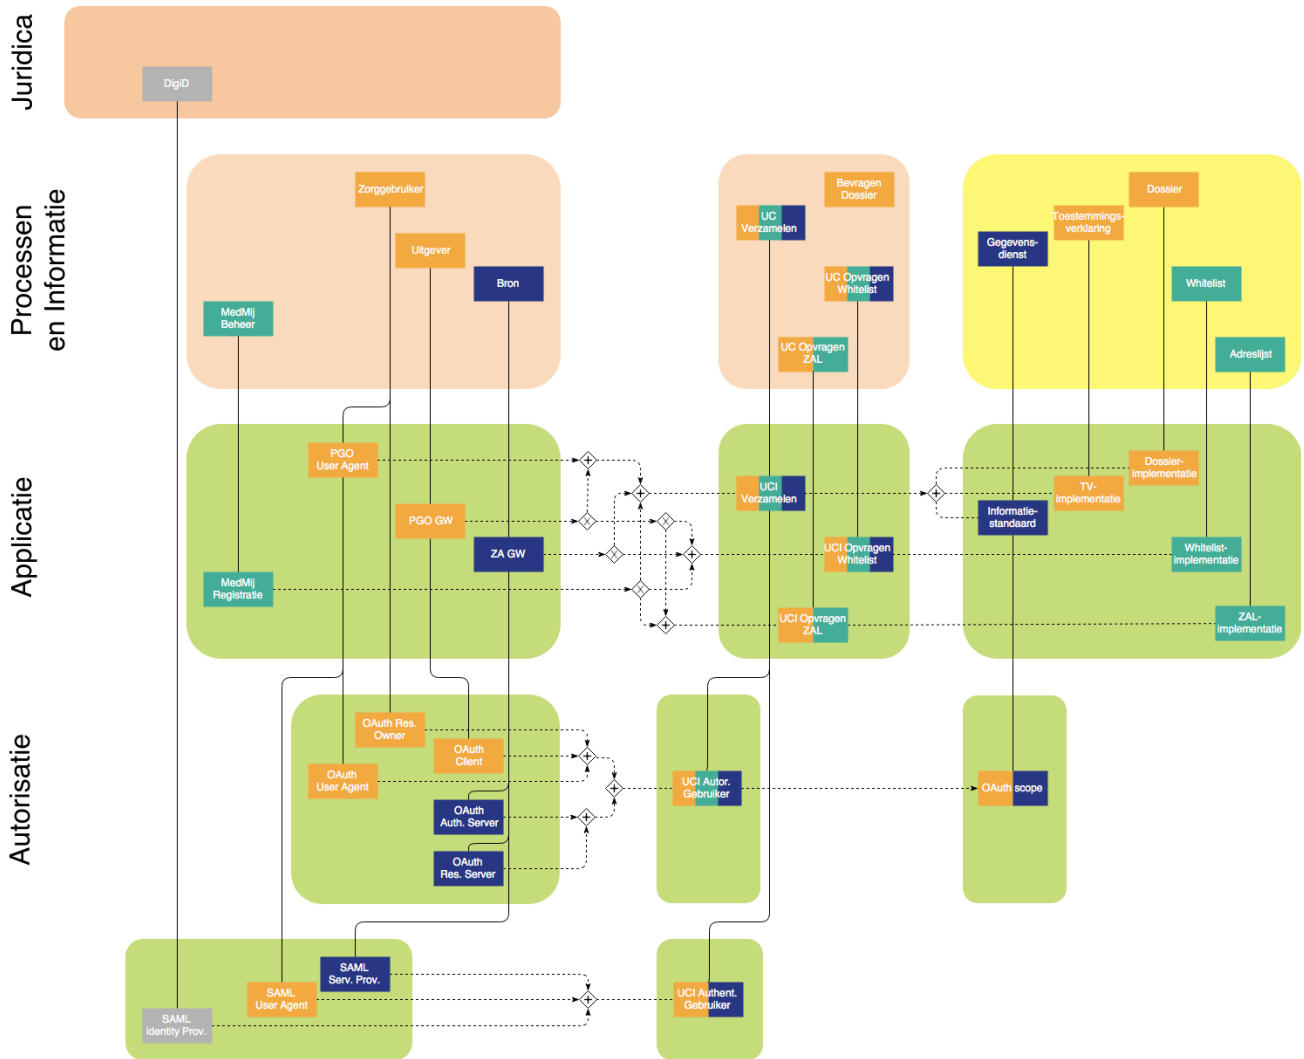 Juridica
DigiD
Processen
en Informatie
Zorggebruiker
Uitgever
Bron
MedMij
Beheer
UC
Verzamelen
Bevragen
Dossier
UC Opvragen
Whitelist
UC Opvragen
ZAL
Dossier
Toestemmings-
verklaring
Gegevens-
dienst
Whitelist
Adreslijst
Applicatie
PGO
User Agent
PGO GW
ZA GW
MedMij
Registratie
UCI
Verzamelen
UCI Opvragen
Whitelist
UCI Opvragen
ZAL
Dossier-
implementatie
TV-
implementatie
Informatie-
standaard
Whitelist-
implementatie
ZAL-
implementatie
Autorisatie
OAuth Res.
Owner
OAuth
Client
OAuth
User Agent
OAuth
Auth. Server
OAuth
Res. Server
UCI Autor.
Gebruiker
OAuth scope
SAML
Serv. Prov.
SAML
User Agent
SAML
Identity Prov.
UCI Authent.
Gebruiker